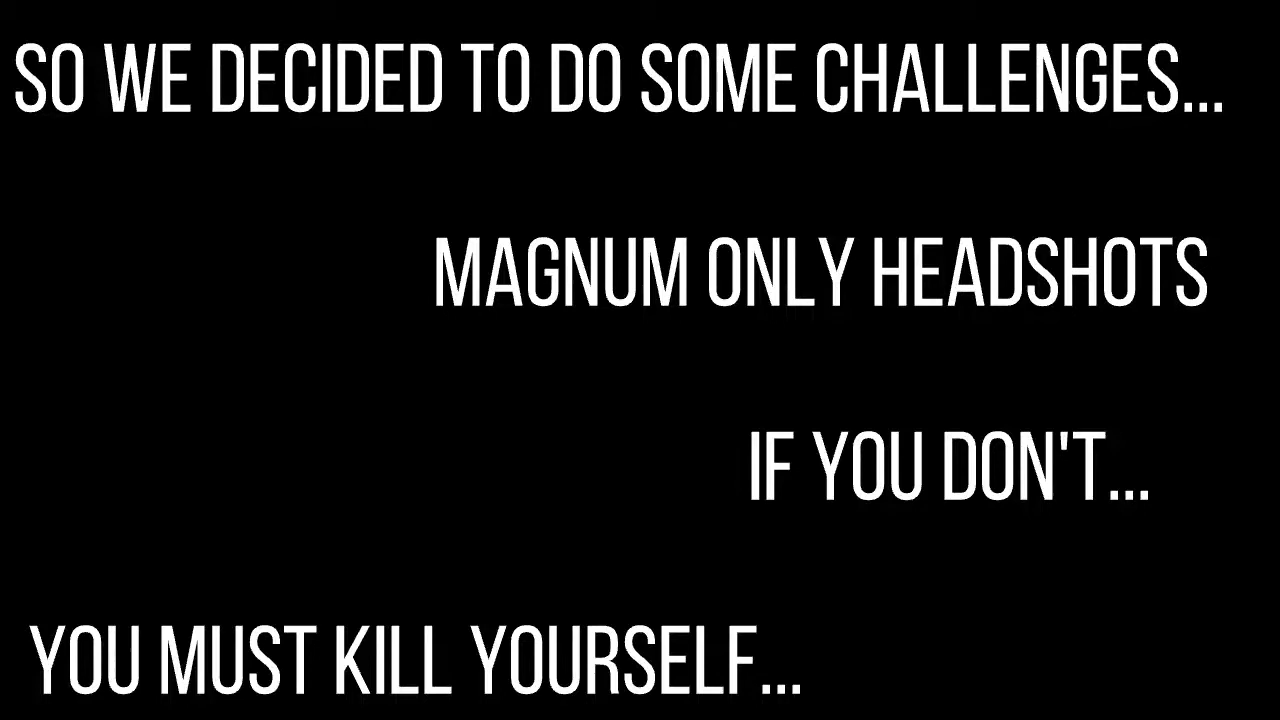 SO WE DECIDED TO DO SOME CHALLENGES...
MAGNUM ONLY HEADSHOTS
IF YOU DON'T...
YOU MUST KILL YOURSELF...